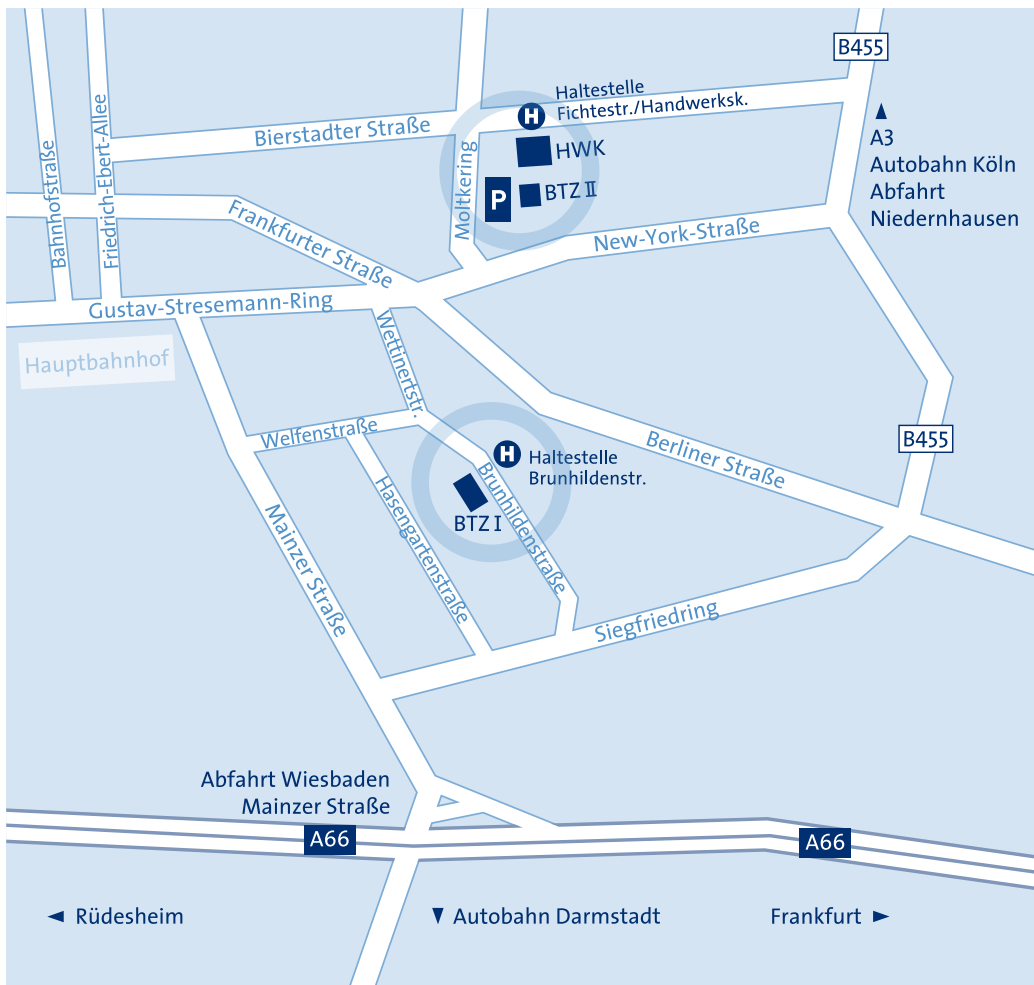 B455
Haltestelle
Fichtestr./Handwerksk.
H
Bierstadter Straße
A3
Autobahn Köln
Abfahrt
Niedernhausen
HWK
BTZ II
P
Moltkering
Bahnhofstraße
Friedrich-Ebert-Allee
Frankfurter Straße
New-York-Straße
Gustav-Stresemann-Ring
Hauptbahnhof
Wettinertstr.
Welfenstraße
B455
Berliner Straße
H
Haltestelle
Brunhildenstr.
BTZ I
Brunhildenstraße
Hasengartenstraße
Mainzer Straße
Siegfriedring
Abfahrt Wiesbaden
Mainzer Straße
A66
A66
Rüdesheim
Autobahn Darmstadt
Frankfurt